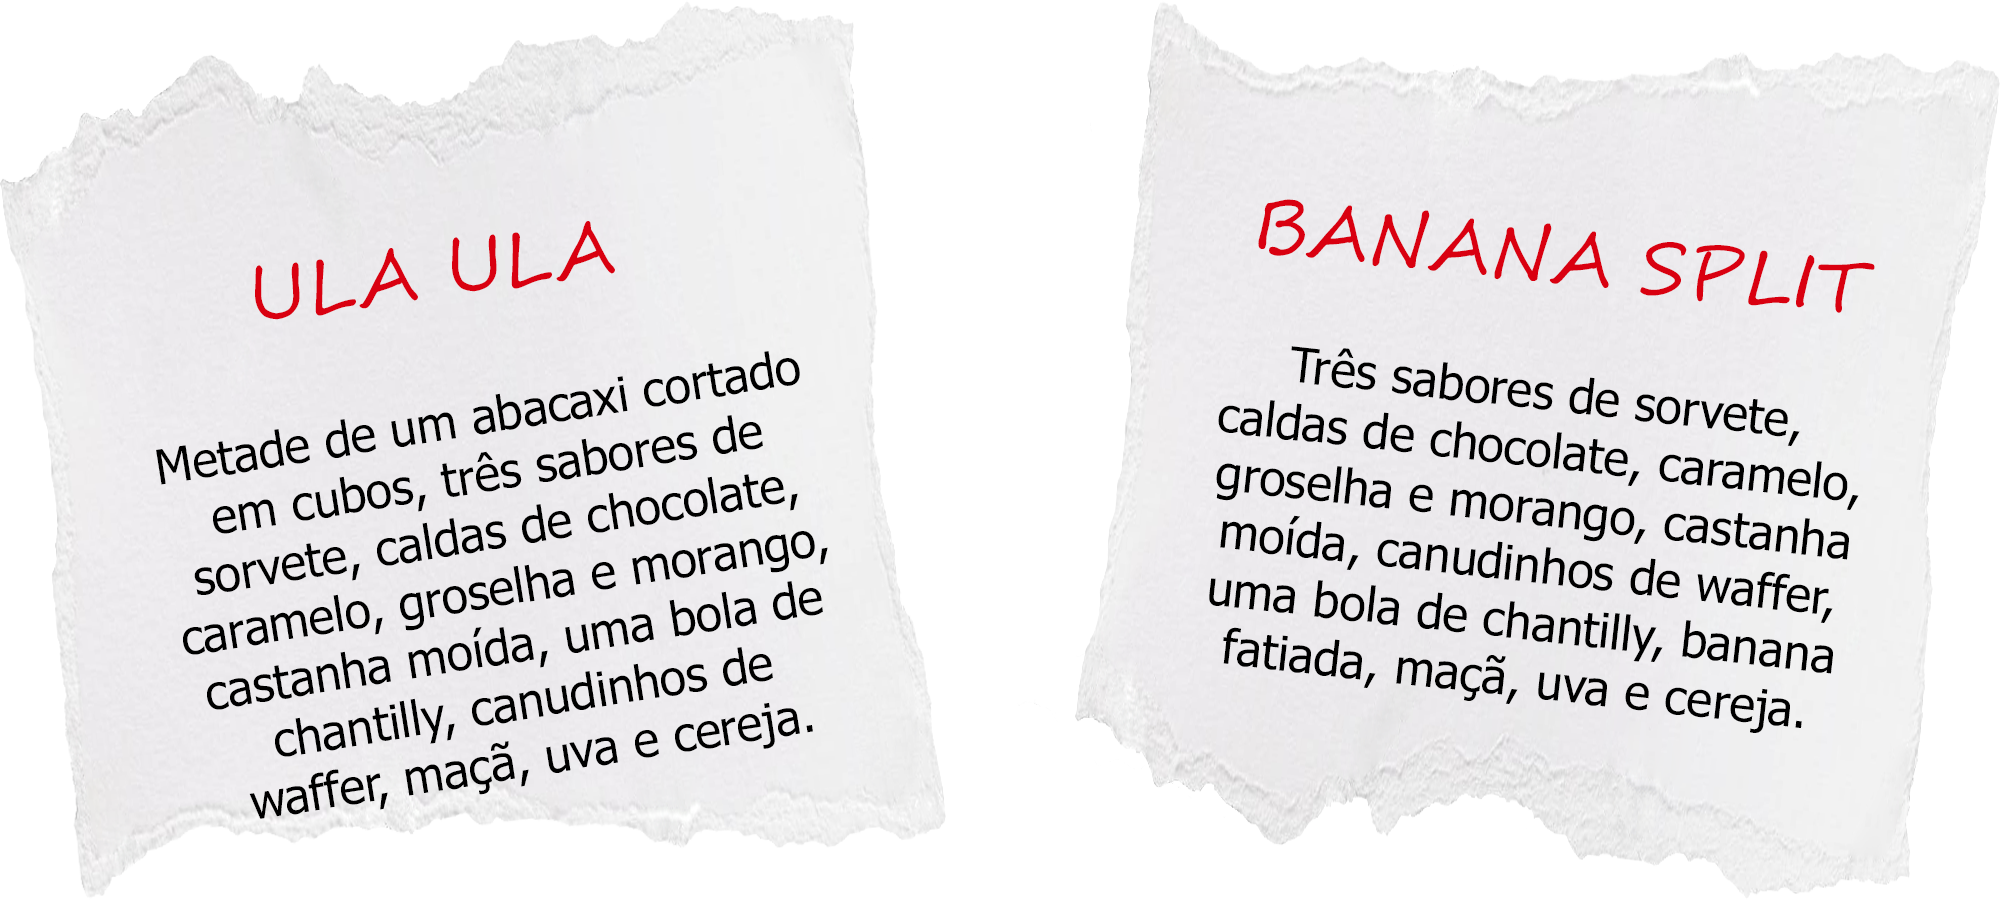 ULA ULA
Metade de um abacaxi cortado
em cubos, três sabores de
sorvete, caldas de chocolate,
caramelo, groselha e morango,
castanha moída, uma bola de
chantilly, canudinhos de
waffer, maçã, uva e cereja.
BANANA SPLIT
Três sabores de sorvete,
caldas de chocolate, caramelo,
groselha e morango, castanha
moída, canudinhos de waffer,
uma bola de chantilly, banana
fatiada, maçã, uva e cereja.